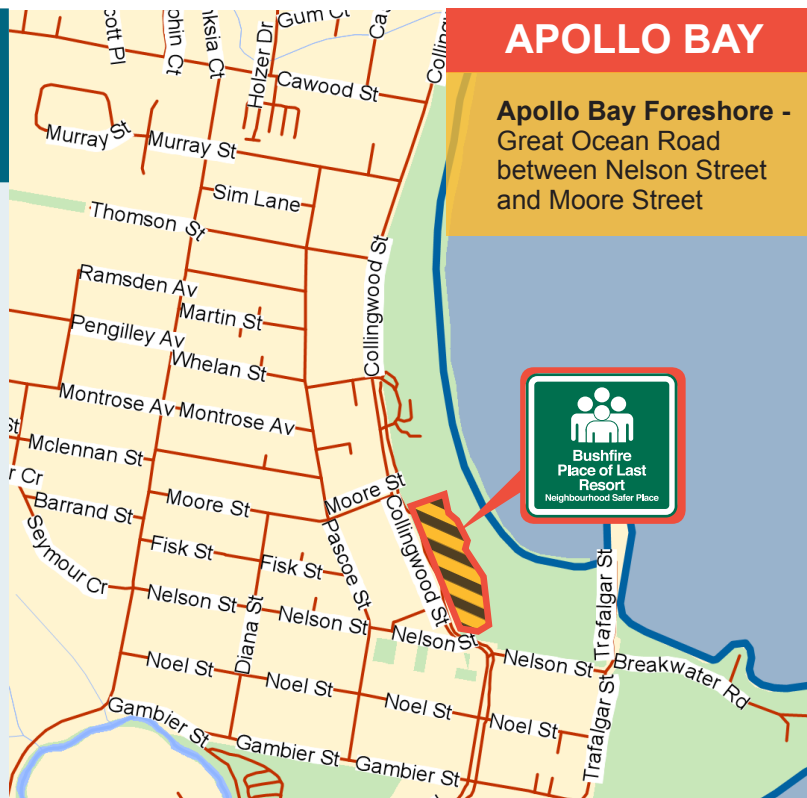 APOLLO BAY
Apollo Bay Foreshore -
Great Ocean Road
between Nelson Street
and Moore Street
Gum Ct
Holzer Dr
Cawood St
Murray St
Murray St
Sim Lane
Thomson St
Collingwood St
Ramsden Av
Martin St
Pengilley Av
Whelan St
Montrose Av
Montrose Av
Mclennan St
Bushfire
Place of Last
Resort
Neighbourhood Safer Place
Moore St
Moore St
Barrand St
Collingwood St
Seymour Cr
Fisk St
Fisk St
Pascoe St
Nelson St
Nelson St
Nelson St
Nelson St
Diana St
Trafalgar St
Breakwater Rd
Noel St
Noel St
Noel St
Noel St
Trafalgar St
Gambier St
Gambier St
Gambier St